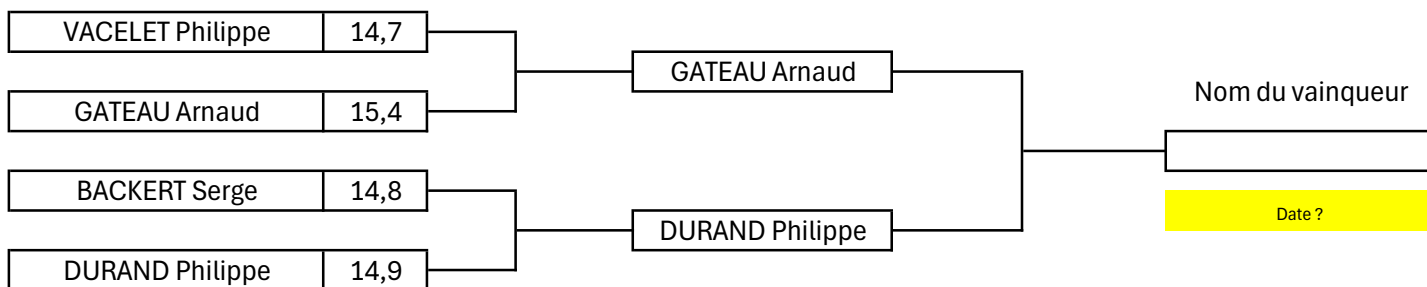 VACELET Philippe 14,7
GATEAU Arnaud 15,4
BACKERT Serge 14,8
DURAND Philippe 14,9
GATEAU Arnaud
DURAND Philippe
Nom du vainqueur
Date ?